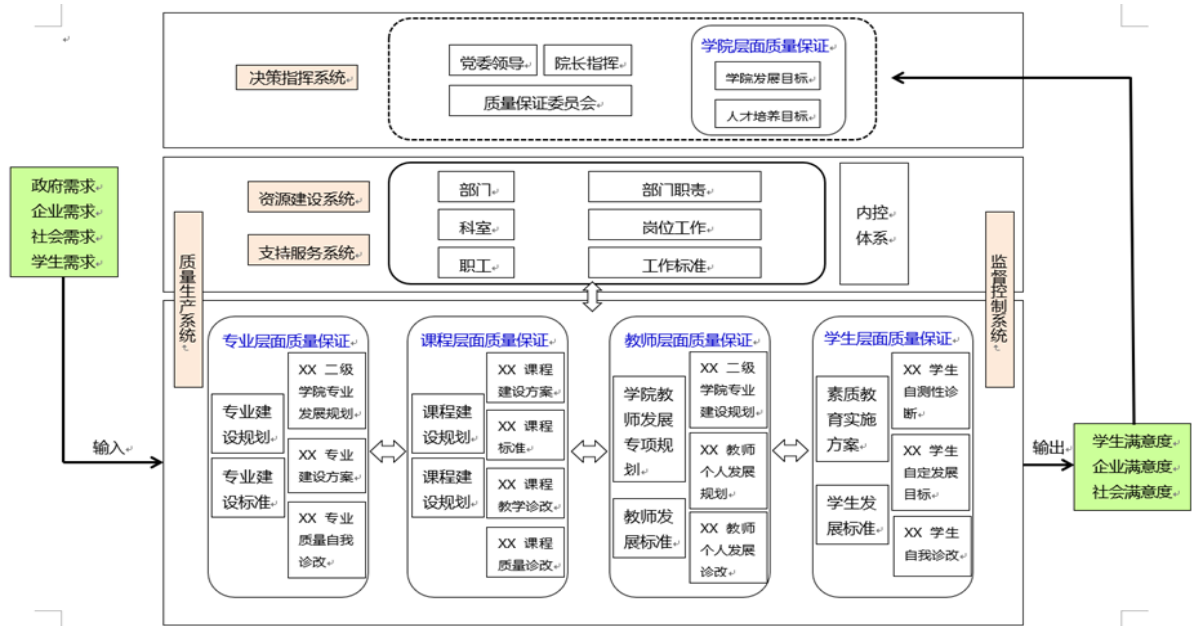 决策指挥系统
党委领导
院长指挥
质量保证委员会
学院层面质量保证
学院发展目标
人才培养目标
政府需求
企业需求
社会需求
学生需求
输入
质量生产系统
资源建设系统
支持服务系统
部门
科室
职工
部门职责
岗位工作
工作标准
内控
体系
监督控制系统
专业层面质量保证
专业建
设规划
专业建
设标准
XX 二级
学院专业
发展规划
XX 专业
建设方案
XX 专业
质量自我
诊改
课程层面质量保证
课程建
设规划
课程建
设规划
XX 课程
建设方案
XX 课程
标准
XX 课程
教学诊改
XX 课程
质量诊改
教师层面质量保证
学院教
师发展
专项规
划
教师发
展标准
XX 二级
学院专业
建设规划
XX 教师
个人发展
规划
XX 教师
个人发展
诊改
学生层面质量保证
素质教
育实施
方案
学生发
展标准
XX 学生
自测性诊
断
XX 学生
自定发展
目标
XX 学生
自我诊改
输出
学生满意度
企业满意度
社会满意度